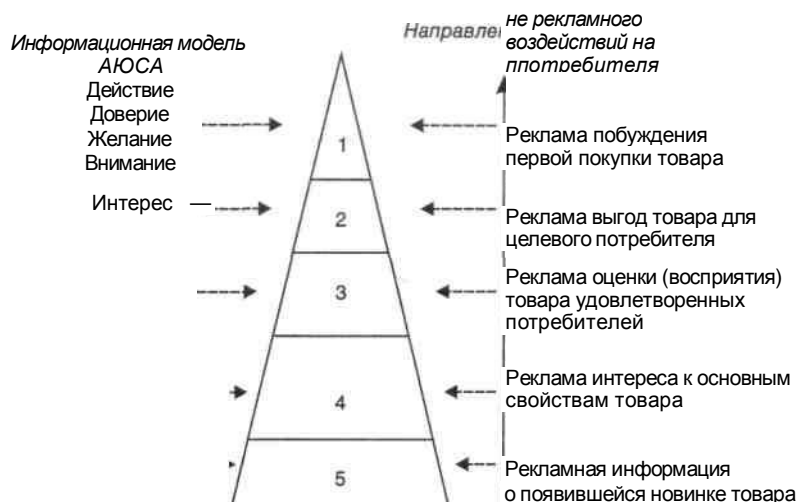 Информационная модель
АЮСА
Действие
Доверие
Желание
Внимание
Интерес —
Направлен
не рекламного
воздействий на
ппотребителя
1
Реклама побуждения
первой покупки товара
2
Реклама выгод товара для
целевого потребителя
3
Реклама оценки (восприятия)
товара удовлетворенных
потребителей
4
Реклама интереса к основным
свойствам товара
5
Рекламная информация
о появившейся новинке товара